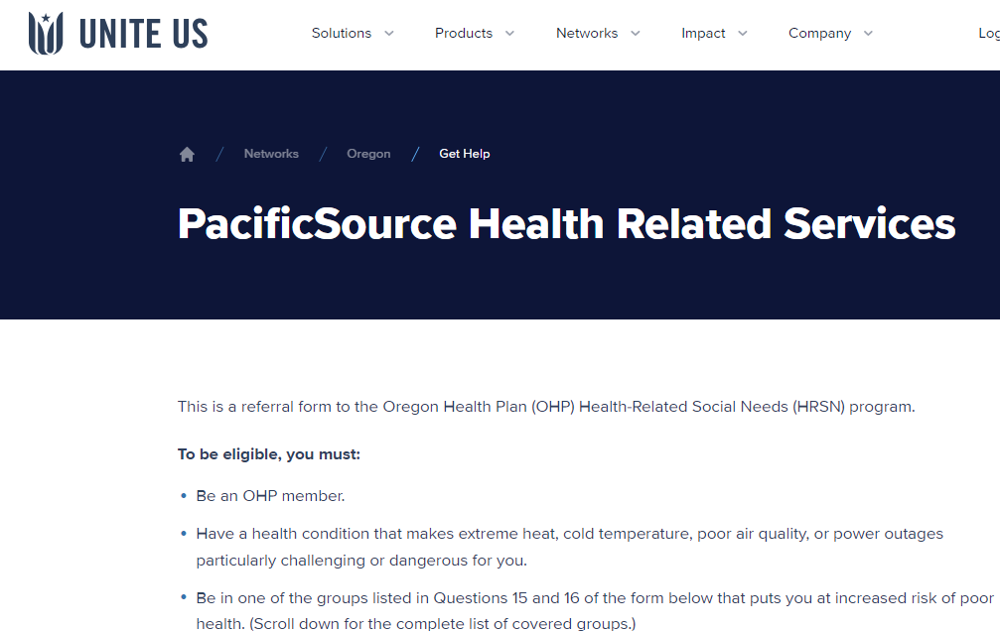 UNITE US
Solutions Products Networks Impact Company
Networks / Oregon / Get Help
PacificSource Health Related Services
This is a referral form to the Oregon Health Plan (OHP) Health-Related Social Needs (HRSN) program.
To be eligible, you must:
• Be an OHP member.
• Have a health condition that makes extreme heat, cold temperature, poor air quality, or power outages
particularly challenging or dangerous for you.
• Be in one of the groups listed in Questions 15 and 16 of the form below that puts you at increased risk of poor
health. (Scroll down for the complete list of covered groups.)